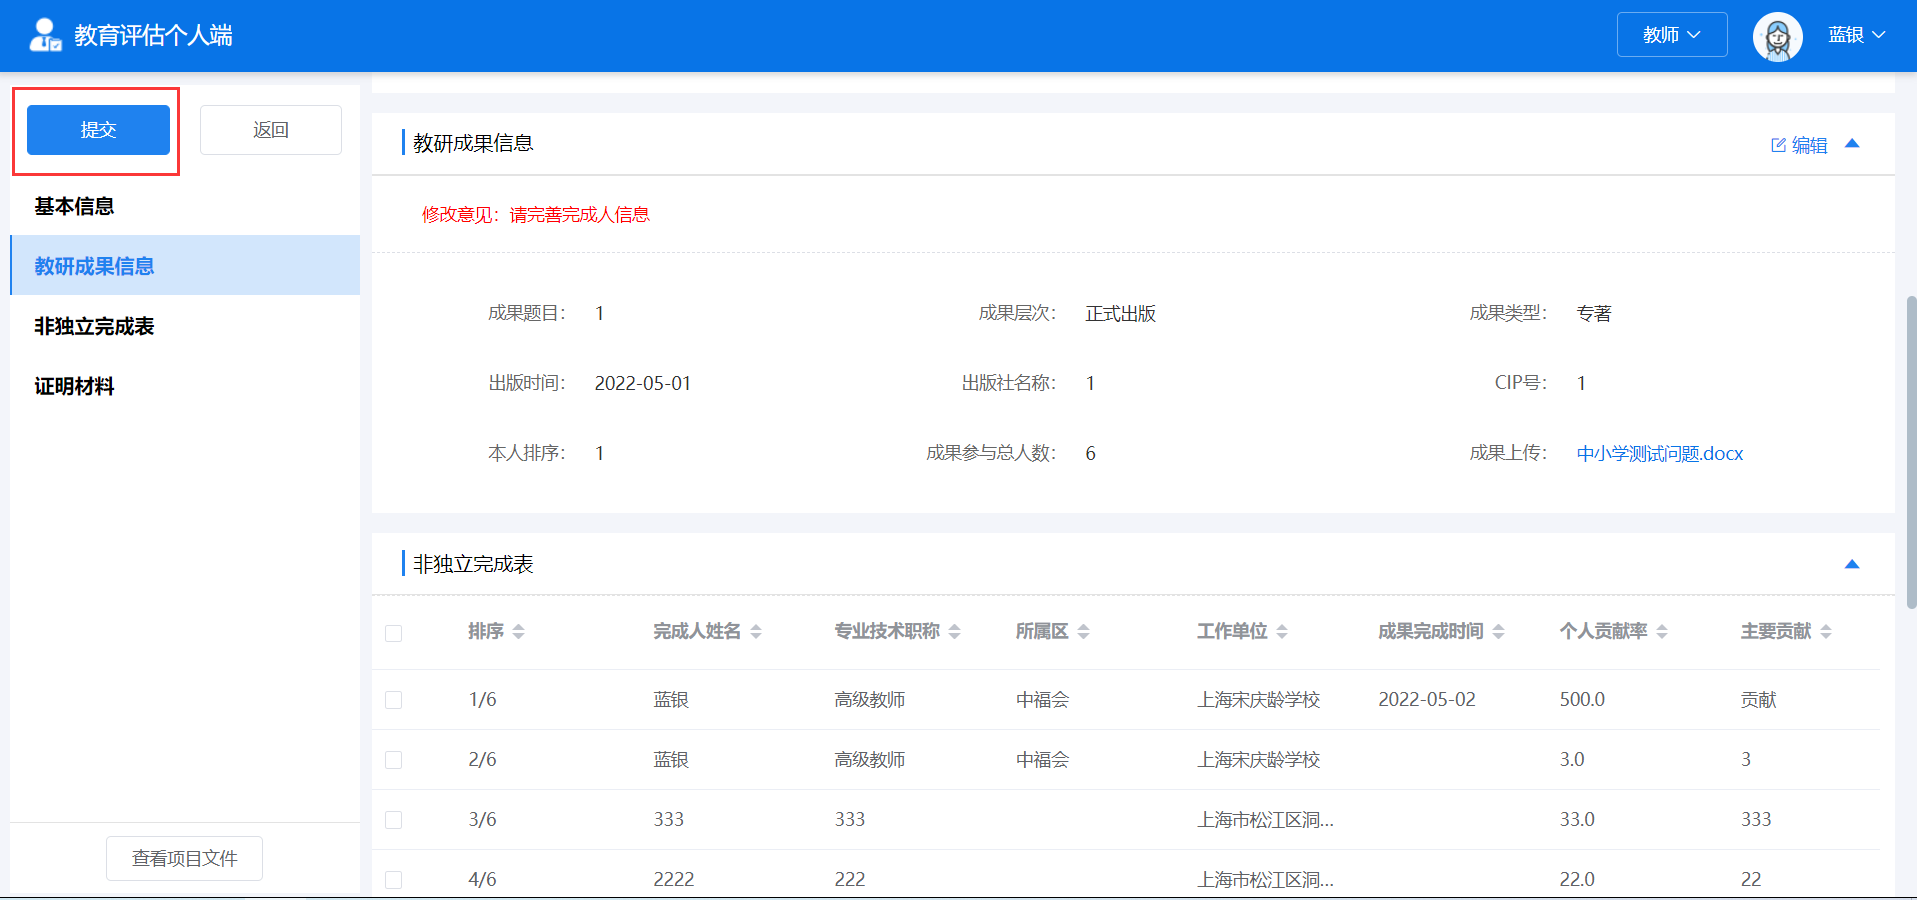 教育评估个人端
教师
蓝银
提交
返回
基本信息
教研成果信息
非独立完成表
证明材料
查看项目文件
教研成果信息
编辑
修改意见：请完善完成人信息
成果题目： 1 成果层次： 正式出版 成果类型： 专著
出版时间： 2022-05-01 出版社名称： 1 CIP号： 1
本人排序： 1 成果参与总人数： 6 成果上传： 中小学测试问题.docx
非独立完成表
排序 完成人姓名 专业技术职称 所属区 工作单位 成果完成时间 个人贡献率 主要贡献
1/6 蓝银 高级教师 中福会 上海宋庆龄学校 2022-05-02 500.0 贡献
2/6 蓝银 高级教师 中福会 上海宋庆龄学校 3.0 3
3/6 333 333 上海市松江区洞... 33.0 333
4/6 2222 222 上海市松江区洞... 22.0 22